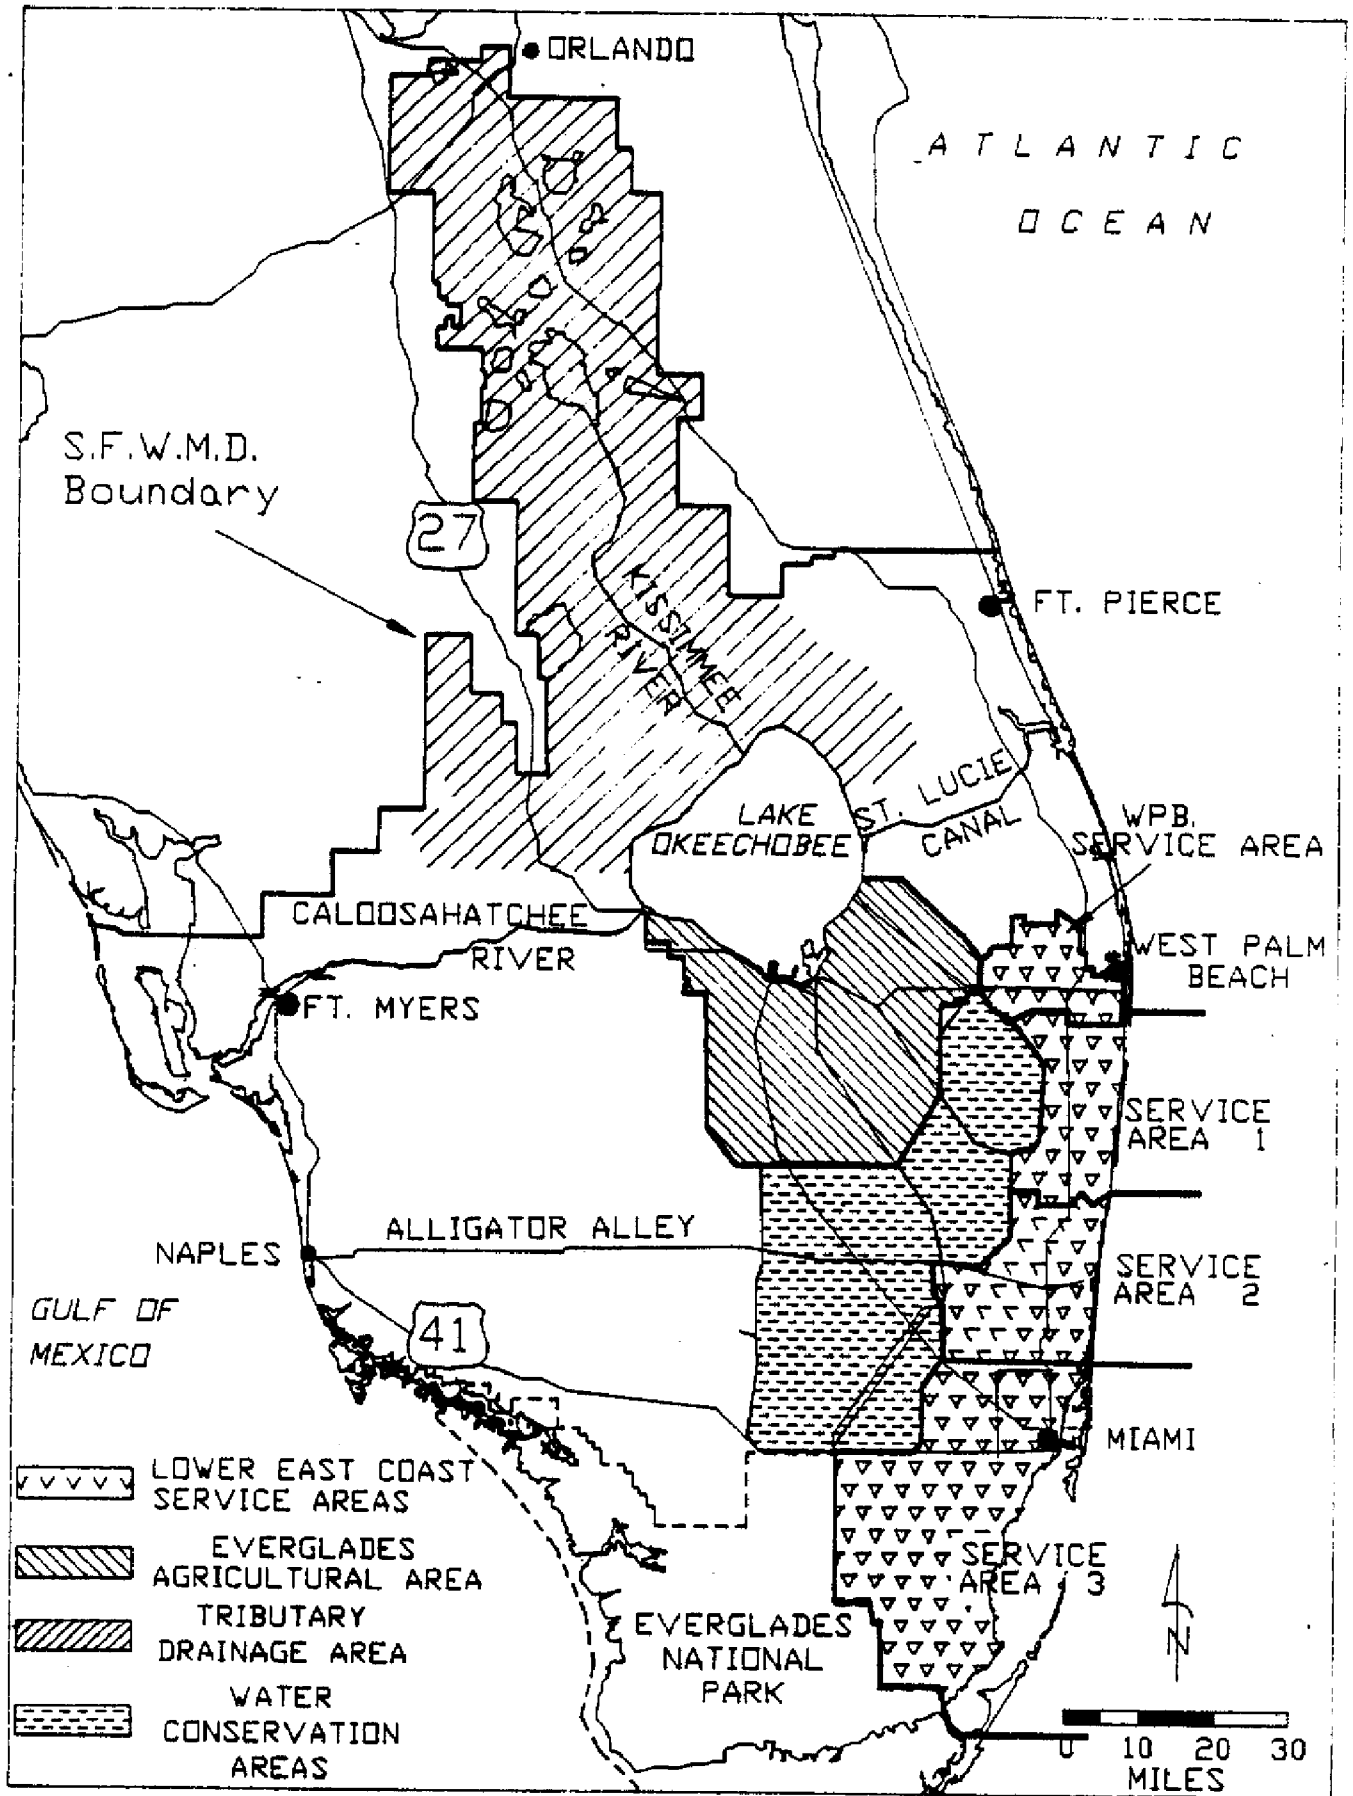 ORLANDO
ATLANTIC
OCEAN
S.F.W.M.D.
Boundary
27
KISSIMMEE
RIVER
FT. PIERCE
LAKE
OKEECHOBEE
ST. LUCIE
CANAL
WPB.
SERVICE AREA
CALOOSAHATCHEE
RIVER
WEST PALM
BEACH
FT. MYERS
SERVICE
AREA 1
ALLIGATOR ALLEY
NAPLES
SERVICE
AREA 2
GULF OF
MEXICO
41
MIAMI
LOWER EAST COAST
SERVICE AREAS
EVERGLADES
AGRICULTURAL AREA
TRIBUTARY
DRAINAGE AREA
WATER
CONSERVATION
AREAS
SERVICE
AREA 3
EVERGLADES
NATIONAL
PARK
N
0 10 20 30
MILES